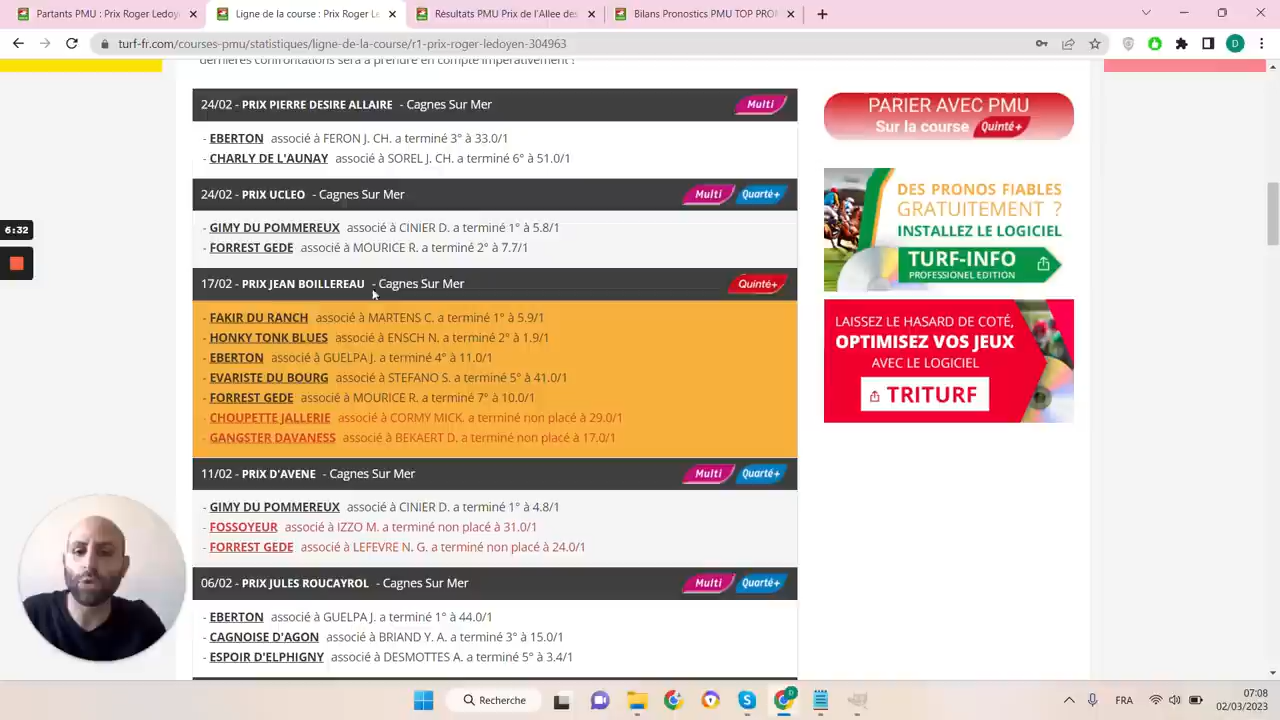 Partants PMU : Prix Roger Ledoy
Ligne de la course : Prix Roger Le
Résultats PMU de l'Allee des
Bilans Pronostics PMU TOP PRO
turf-fr.com/courses-pmu/statistiques/ligne-de-la-course/r1-prix-roger-ledoyen-304963
D
dernières confrontations sera à prendre en compte impérativement !
24/02 - PRIX PIERRE DESIRE ALLAIRE - Cagnes Sur Mer
Multi
- EBERTON associé à FERON J. CH. a terminé 3° à 33.0/1
- CHARLY DE L'AUNAY associé à SOREL J. CH. a terminé 6° à 51.0/1
24/02 - PRIX UCLEO - Cagnes Sur Mer
Multi Quarté+
- GIMY DU POMMEREUX associé à CINIER D. a terminé 1° à 5.8/1
- FORREST GEDE associé à MOURICE R. a terminé 2° à 7.7/1
17/02 - PRIX JEAN BOILLEREAU - Cagnes Sur Mer
Quinté+
- FAKIR DU RANCH associé à MARTENS C. a terminé 1° à 5.9/1
- HONKY TONK BLUES associé à ENSCH N. a terminé 2° à 1.9/1
- EBERTON associé à GUELPA J. a terminé 4° à 11.0/1
- EVARISTE DU BOURG associé à STEFANO S. a terminé 5° à 41.0/1
- FORREST GEDE associé à MOURICE R. a terminé 7° à 10.0/1
- CHOUPETTE JALLERIE associé à CORMY MICK. a terminé non placé à 29.0/1
- GANGSTER DAVANESS associé à BEKAERT D. a terminé non placé à 17.0/1
11/02 - PRIX D'AVENE - Cagnes Sur Mer
Multi Quarté+
- GIMY DU POMMEREUX associé à CINIER D. a terminé 1° à 4.8/1
- FOSSOYEUR associé à IZZO M. a terminé non placé à 31.0/1
- FORREST GEDE associé à LEFEVRE N. G. a terminé non placé à 24.0/1
06/02 - PRIX JULES ROUCAYROL - Cagnes Sur Mer
Multi Quarté+
- EBERTON associé à GUELPA J. a terminé 1° à 44.0/1
- CAGNOISE D'AGON associé à BRIAND Y. A. a terminé 3° à 15.0/1
- ESPOIR D'ELPHIGNY associé à DESMOTTES A. a terminé 5° à 3.4/1
PARIER AVEC PMU
Sur la course Quinté+
DES PRONOS FIABLES
GRATUITEMENT ?
INSTALLEZ LE LOGICIEL
TURF-INFO
PROFESSIONEL EDITION
LAISSEZ LE HASARD DE COTÉ,
OPTIMISEZ VOS JEUX
AVEC LE LOGICIEL
TRITURF
6:32
Recherche
D
FRA
07:08
02/03/2023